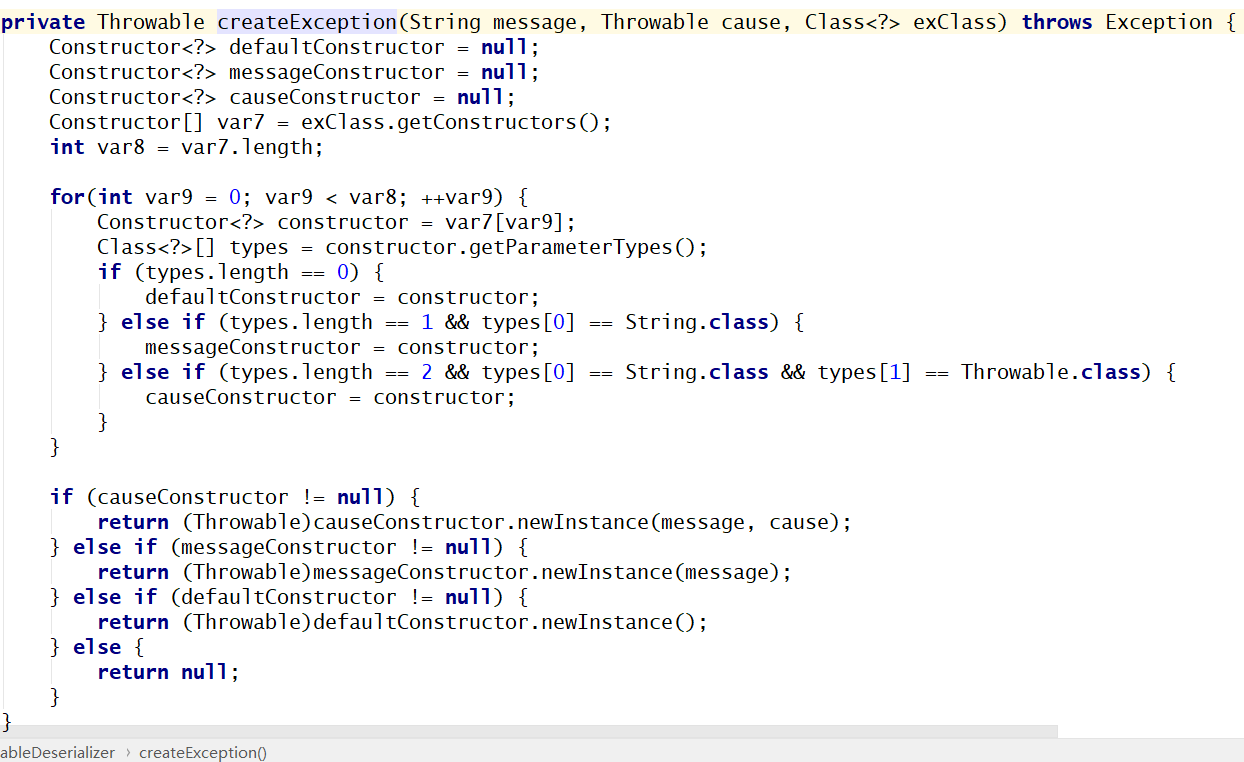 private Throwable createException(String message, Throwable cause, Class<?> exClass) throws Exception {
    Constructor<?> defaultConstructor = null;
    Constructor<?> messageConstructor = null;
    Constructor<?> causeConstructor = null;
    Constructor[] var7 = exClass.getConstructors();
    int var8 = var7.length;

    for(int var9 = 0; var9 < var8; ++var9) {
        Constructor<?> constructor = var7[var9];
        Class<?>[] types = constructor.getParameterTypes();
        if (types.length == 0) {
            defaultConstructor = constructor;
        } else if (types.length == 1 && types[0] == String.class) {
            messageConstructor = constructor;
        } else if (types.length == 2 && types[0] == String.class && types[1] == Throwable.class) {
            causeConstructor = constructor;
        }
    }

    if (causeConstructor != null) {
        return (Throwable)causeConstructor.newInstance(message, cause);
    } else if (messageConstructor != null) {
        return (Throwable)messageConstructor.newInstance(message);
    } else if (defaultConstructor != null) {
        return (Throwable)defaultConstructor.newInstance();
    } else {
        return null;
    }
}
ableDeserializer › createException()